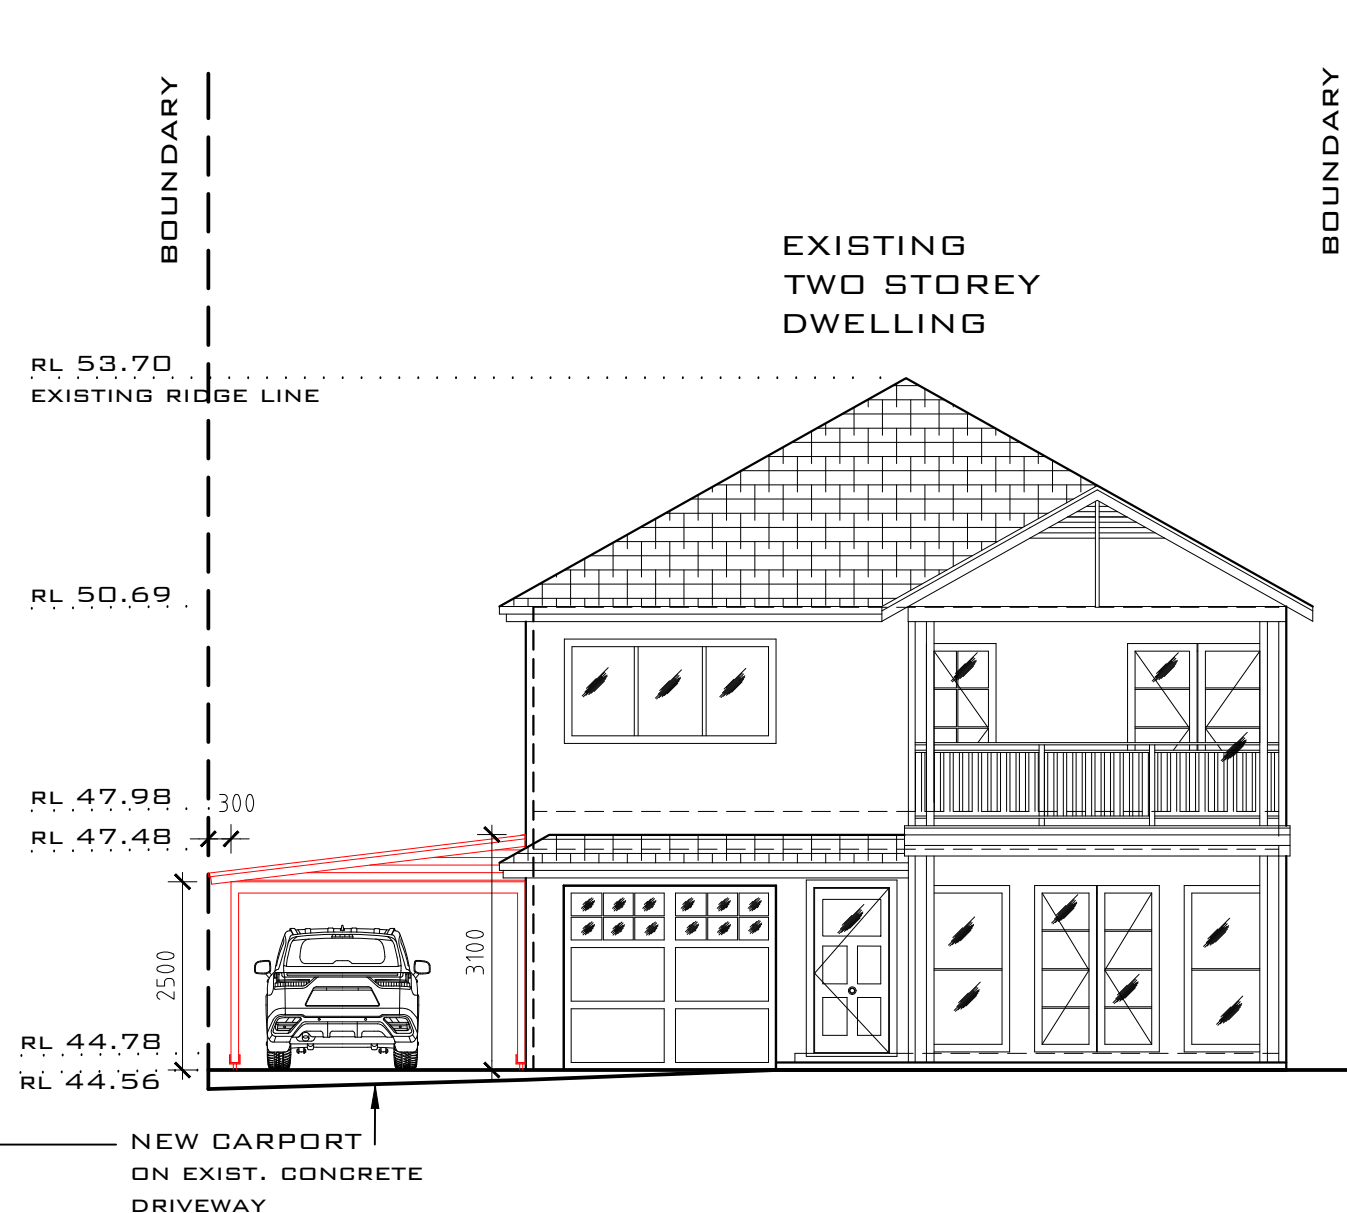 BOUNDARY
BOUNDARY
EXISTING
TWO STOREY
DWELLING
RL 53.70
EXISTING RIDGE LINE
RL 50.69
RL 47.98
300
RL 47.48
3100
2500
RL 44.78
RL 44.56
NEW CARPORT
ON EXIST. CONCRETE
DRIVEWAY